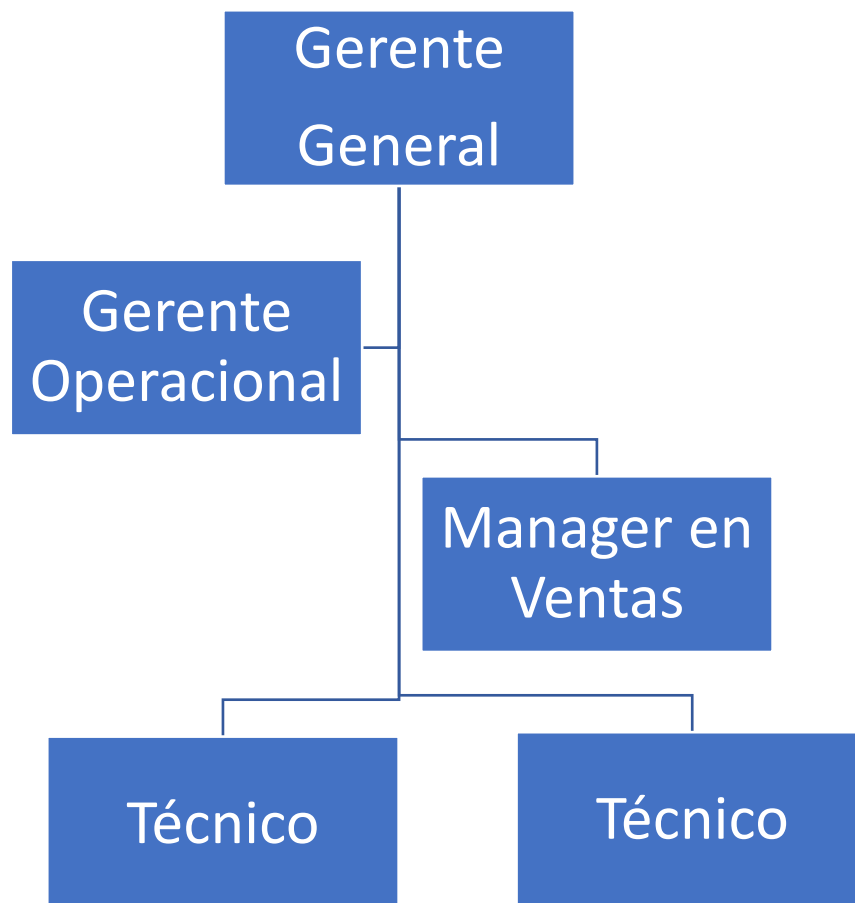 Gerente
General
Gerente
Operacional
Manager en
Ventas
Técnico
Técnico